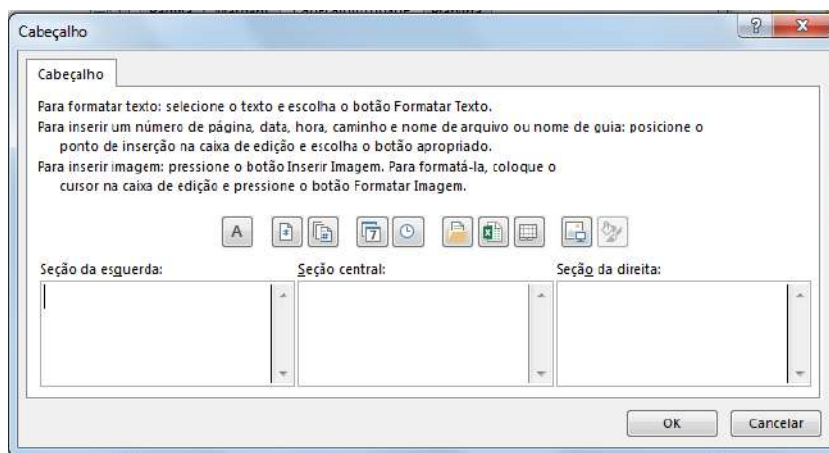 Cabeçalho
Cabeçalho
Para formatar texto: selecione o texto e escolha o botão Formatar Texto.
Para inserir um número de página, data, hora, caminho e nome de arquivo ou nome de guia: posicione o
ponto de inserção na caixa de edição e escolha o botão apropriado.
Para inserir imagem: pressione o botão Inserir Imagem. Para formatá-la, coloque o
cursor na caixa de edição e pressione o botão Formatar Imagem.
A
7
Seção da esquerda: Seção central: Seção da direita:
OK Cancelar